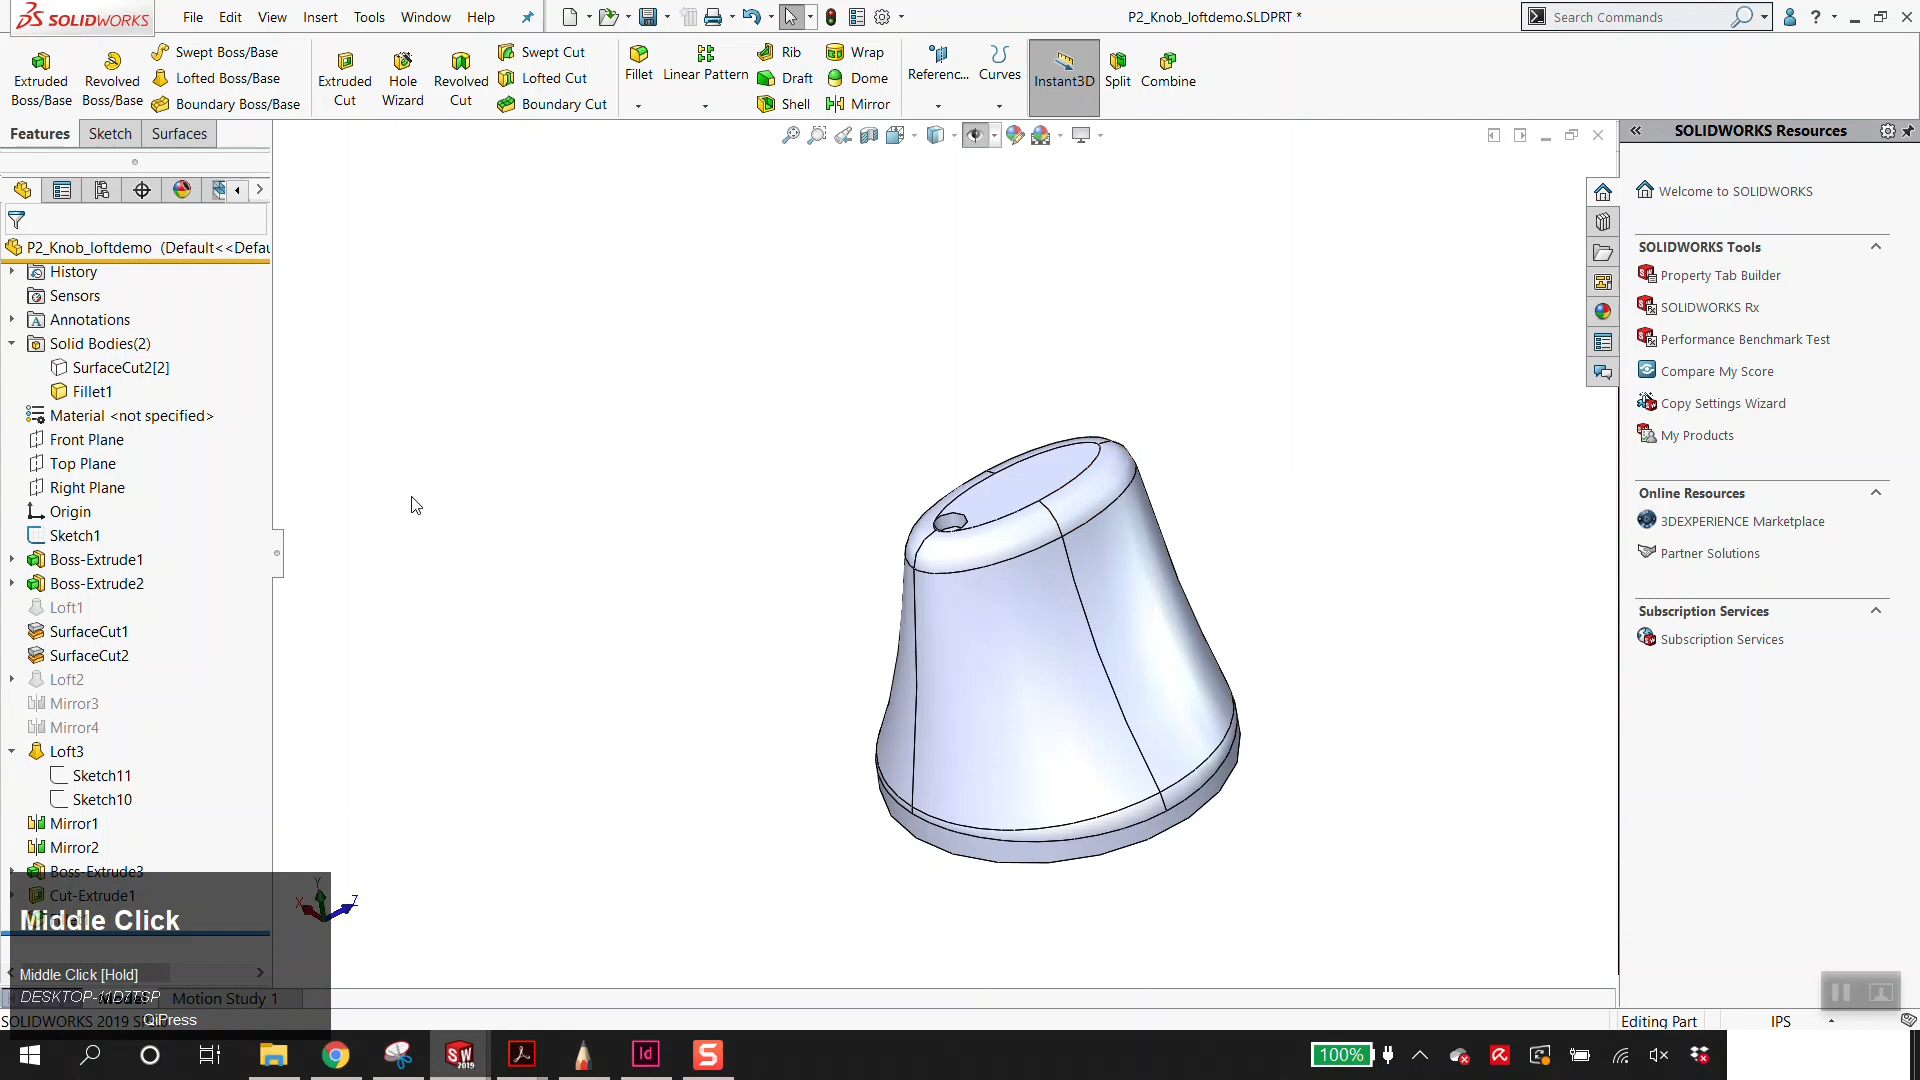 SOLIDWORKS
File Edit View Insert Tools Window Help
P2_Knob_loftdemo.SLDPRT *
Search Commands
Extruded Boss/Base
Revolved Boss/Base
Swept Boss/Base
Lofted Boss/Base
Boundary Boss/Base
Extruded Cut
Hole Wizard
Revolved Cut
Swept Cut
Lofted Cut
Boundary Cut
Fillet
Linear Pattern
Rib
Draft
Shell
Wrap
Dome
Mirror
Referenc...
Curves
Instant3D
Split
Combine
Features Sketch Surfaces
P2_Knob_loftdemo (Default<<Defau
History
Sensors
Annotations
Solid Bodies(2)
SurfaceCut2[2]
Fillet1
Material <not specified>
Front Plane
Top Plane
Right Plane
Origin
Sketch1
Boss-Extrude1
Boss-Extrude2
Loft1
SurfaceCut1
SurfaceCut2
Loft2
Mirror3
Mirror4
Loft3
Sketch11
Sketch10
Mirror1
Mirror2
Boss-Extrude3
Cut-Extrude1
Middle Click
Middle Click [Hold]
DESKTOP-11D7TSP
QiPress
Motion Study 1
SOLIDWORKS 2019
X Y Z
SOLIDWORKS Resources
Welcome to SOLIDWORKS
SOLIDWORKS Tools
Property Tab Builder
SOLIDWORKS Rx
Performance Benchmark Test
Compare My Score
Copy Settings Wizard
My Products
Online Resources
3DEXPERIENCE Marketplace
Partner Solutions
Subscription Services
Subscription Services
Editing Part
IPS
SW
2019
Id
S
100%